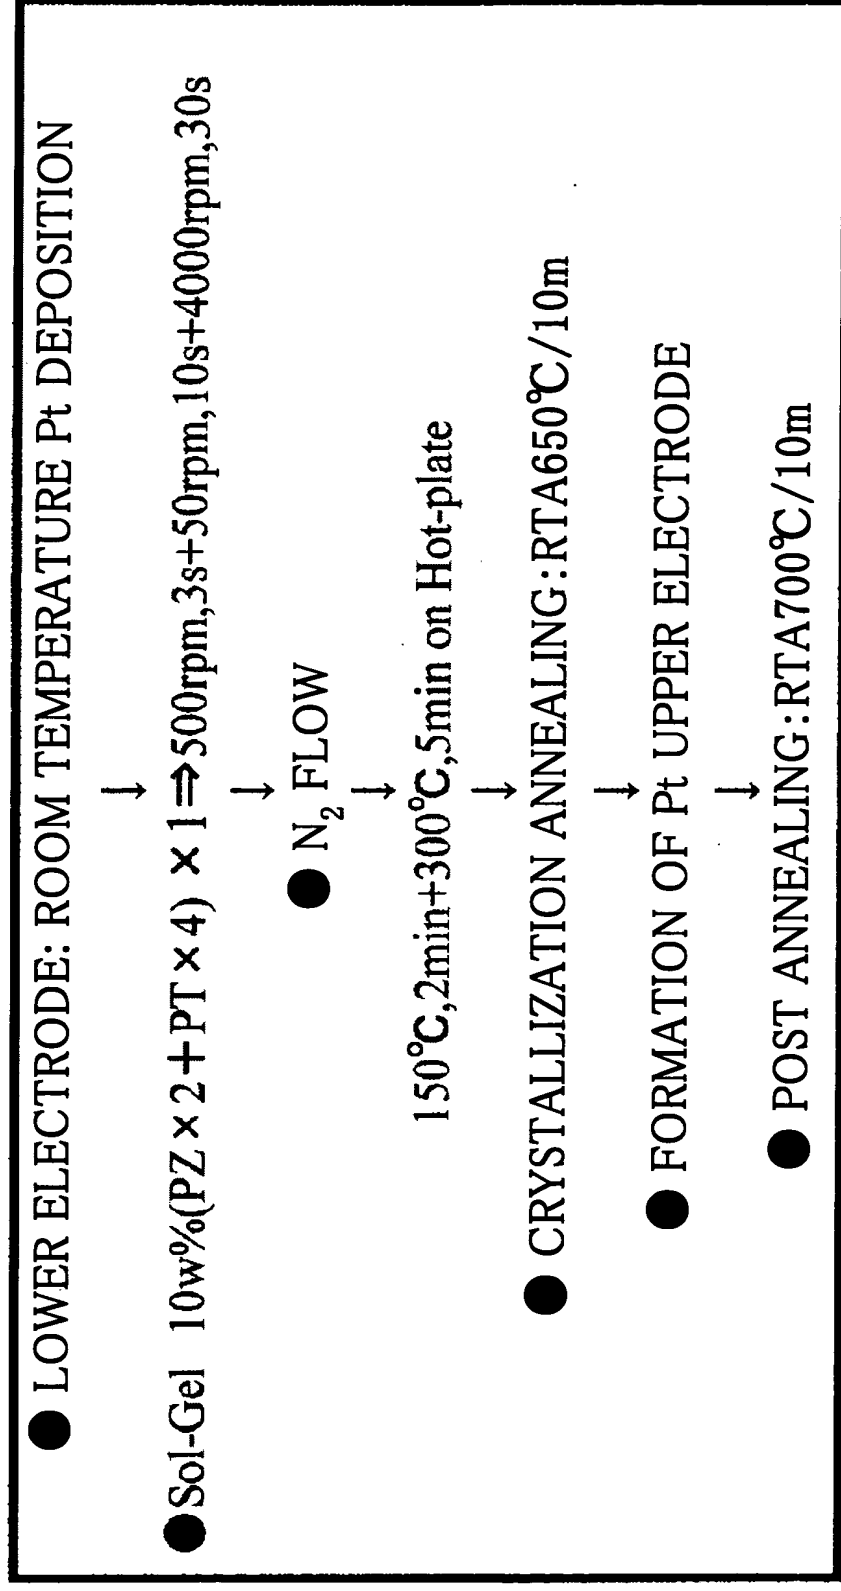 ● LOWER ELECTRODE: ROOM TEMPERATURE Pt DEPOSITION
↓
● Sol-Gel 10w%(PZ×2+PT×4) ×1⇒500rpm,3s+50rpm,10s+4000rpm,30s
↓
● N₂ FLOW
↓
150℃,2min+300℃,5min on Hot-plate
↓
● CRYSTALLIZATION ANNEALING:RTA650℃/10m
↓
● FORMATION OF Pt UPPER ELECTRODE
↓
● POST ANNEALING:RTA700℃/10m